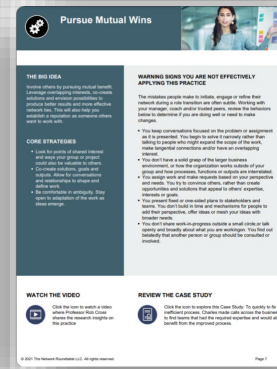 Pursue Mutual Wins
THE BIG IDEA
Involve others by pursuing mutual benefit.
Leverage overlapping interests, co-create
solutions and envision possibilities to
produce better results and more effective
network ties. This will also help you
establish a reputation as someone others
want to work with.
CORE STRATEGIES
• Look for points of shared interest
and ways your group or project
could also be valuable to others.
• Co-create solutions, goals and
outputs. Allow for conversations
and relationships to shape and
define work.
• Be comfortable in ambiguity. Stay
open to adaptation of the work as
ideas emerge.
WARNING SIGNS YOU ARE NOT EFFECTIVELY
APPLYING THIS PRACTICE
The mistakes people make to initiate, engage or refine their
network during a role transition are often subtle. Working with
your manager, coach and/or trusted peers, review the behaviors
below to determine if you are doing well or need to make
changes.
• You keep conversations focused on the problem or assignment
as it is presented. You begin to solve it narrowly rather than
talking to people who might expand the scope of the work,
make tangential connections and/or have an overlapping
interest.
• You don't have a solid grasp of the larger business
environment, or how the organization works outside of your
group and how processes, functions or outputs are interrelated.
• You assign work and make requests based on your perspective
and needs. You try to convince others, rather than create
opportunities and solutions that appeal to others' expertise,
interests or goals.
• You present fixed or one-sided plans to stakeholders and
teams. You don't build in time and mechanisms for people to
add their perspective, offer ideas or mesh your ideas with
broader needs.
• You don't share work-in-progress outside a small circle or talk
openly and broadly about what you are working on. You find out
belatedly that another person or group should be consulted or
involved.
WATCH THE VIDEO
Click the icon to watch a video
where Professor Rob Cross
shares the research insights on
this practice
REVIEW THE CASE STUDY
Click the icon to explore this Case Study: To quickly fix
inefficient process, Charles made calls across the busines
to find teams that had the required expertise and would al
benefit from the improved process.
© 2021 The Network Roundtable LLC. All rights reserved.
Page 7